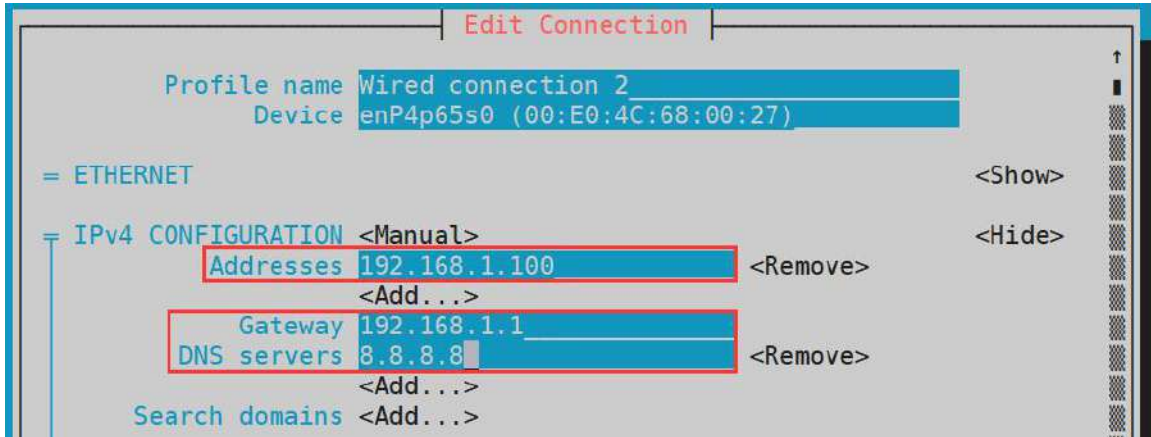 Edit Connection
Profile name Wired connection 2
Device enP4p65s0 (00:E0:4C:68:00:27)
= ETHERNET <Show>
= IPv4 CONFIGURATION <Manual> <Hide>
Addresses 192.168.1.100 <Remove>
<Add...>
Gateway 192.168.1.1
DNS servers 8.8.8.8 <Remove>
<Add...>
Search domains <Add...>